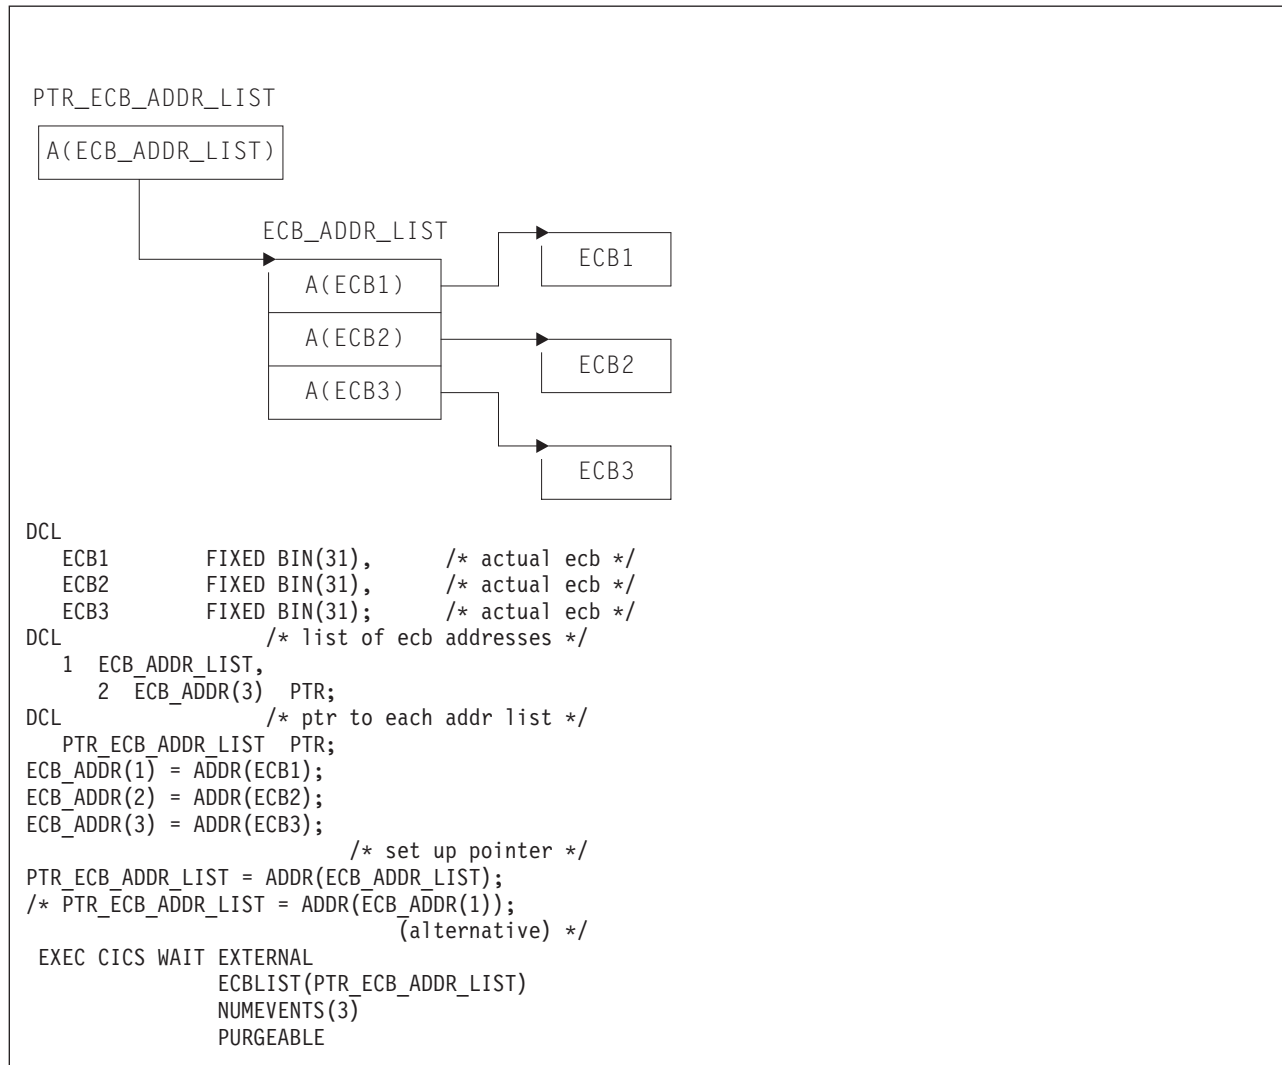 PTR_ECB_ADDR_LIST
A(ECB_ADDR_LIST)
ECB_ADDR_LIST
ECB1
A(ECB1)
A(ECB2)
ECB2
A(ECB3)
ECB3
DCL
ECB1 FIXED BIN(31), /* actual ecb */
ECB2 FIXED BIN(31), /* actual ecb */
ECB3 FIXED BIN(31); /* actual ecb */
DCL /* list of ecb addresses */
1 ECB_ADDR_LIST,
2 ECB_ADDR(3) PTR;
DCL /* ptr to each addr list */
PTR_ECB_ADDR_LIST PTR;
ECB_ADDR(1) = ADDR(ECB1);
ECB_ADDR(2) = ADDR(ECB2);
ECB_ADDR(3) = ADDR(ECB3);
/* set up pointer */
PTR_ECB_ADDR_LIST = ADDR(ECB_ADDR_LIST);
/* PTR_ECB_ADDR_LIST = ADDR(ECB_ADDR(1));
(alternative) */
EXEC CICS WAIT EXTERNAL
ECBLIST(PTR_ECB_ADDR_LIST)
NUMEVENTS(3)
PURGEABLE